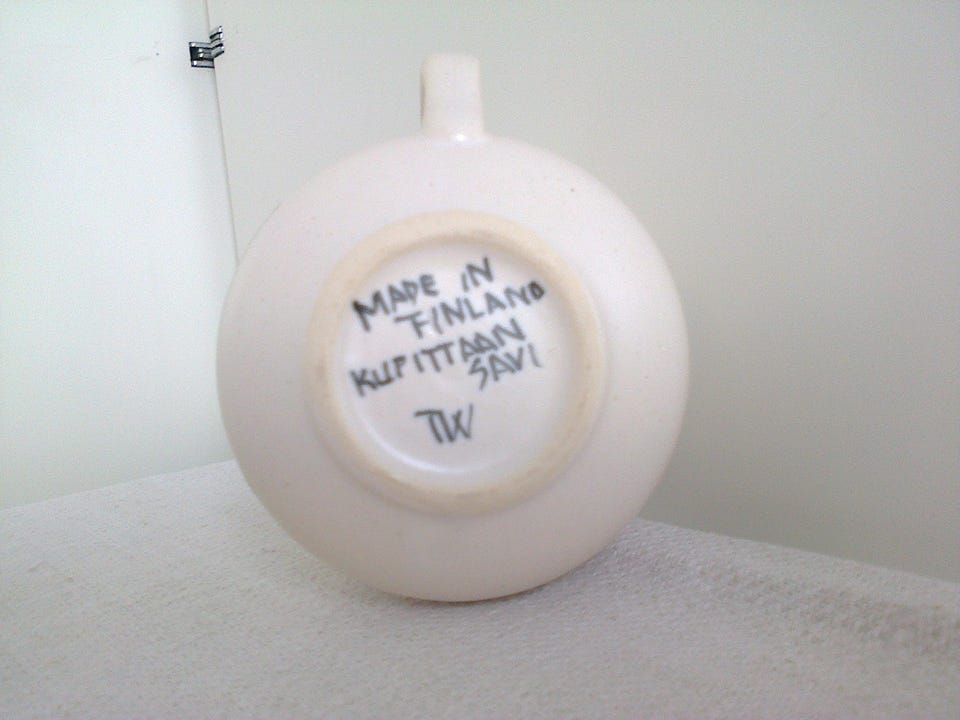 MADE IN
FINLAND
KUPITTAAN
SAVI
TW